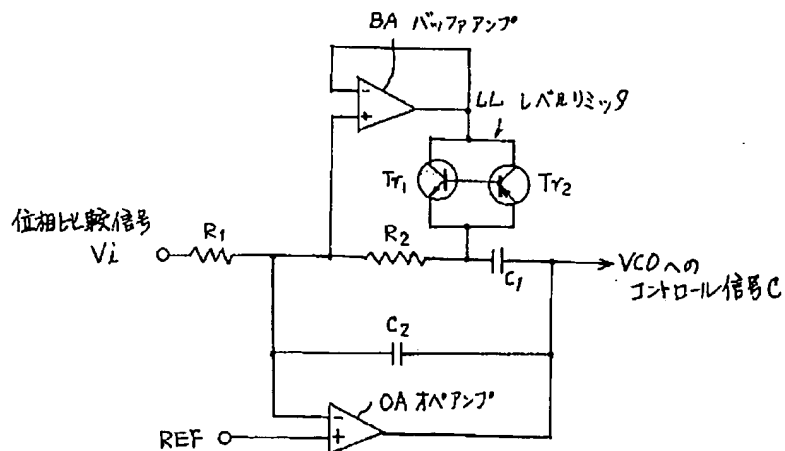 BA バッファアンプ
-
+
LL レベルリミッタ
Tr1
Tr2
位相比較信号
Vi
R1
R2
C1
VCOへの
コントロール信号C
C2
OA オペアンプ
-
+
REF